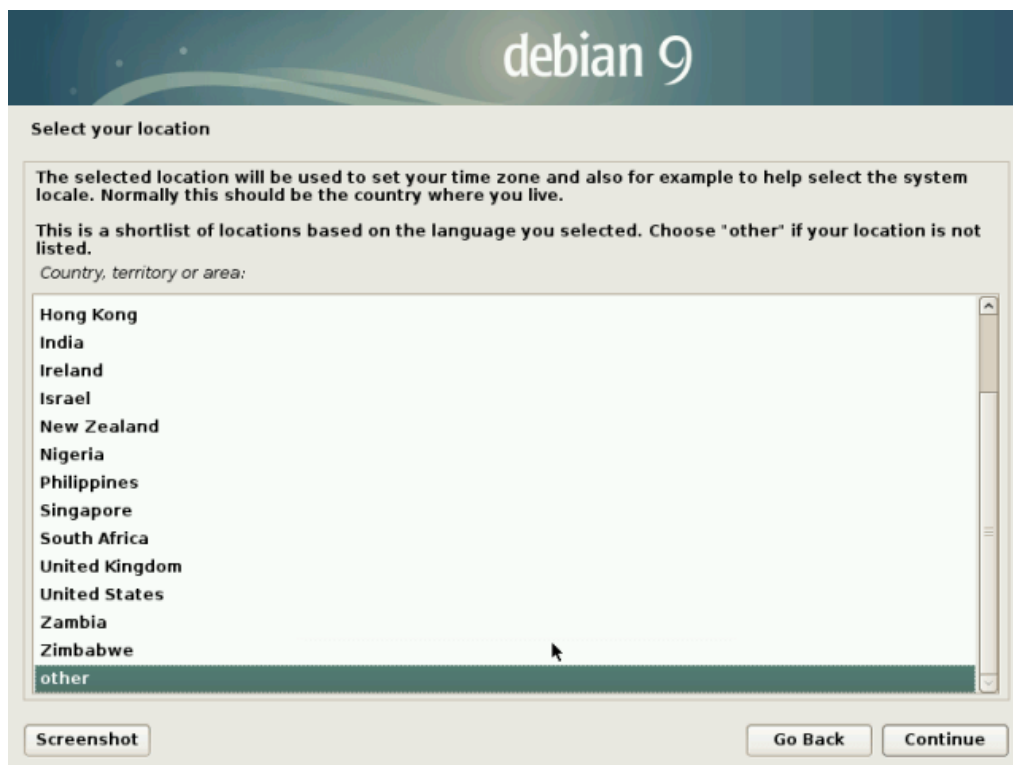 debian 9
Select your location
The selected location will be used to set your time zone and also for example to help select the system
locale. Normally this should be the country where you live.
This is a shortlist of locations based on the language you selected. Choose "other" if your location is not
listed.
Country, territory or area:
Hong Kong
India
Ireland
Israel
New Zealand
Nigeria
Philippines
Singapore
South Africa
United Kingdom
United States
Zambia
Zimbabwe
other
Screenshot
Go Back
Continue